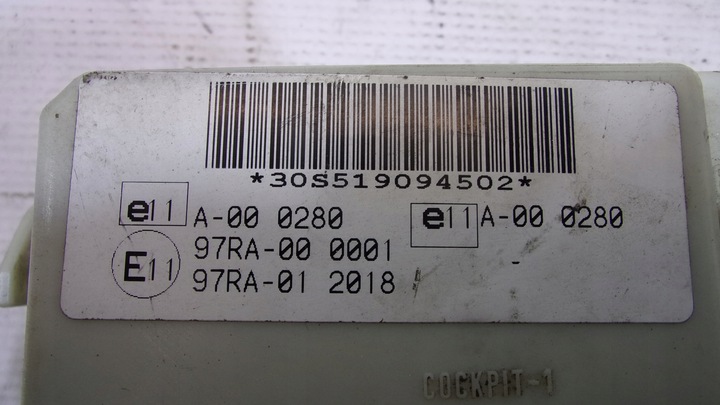 *30S519094502*
e11 A-00 0280 e11 A-00 0280
E11 97RA-00 0001
97RA-01 2018
COCKPIT-1